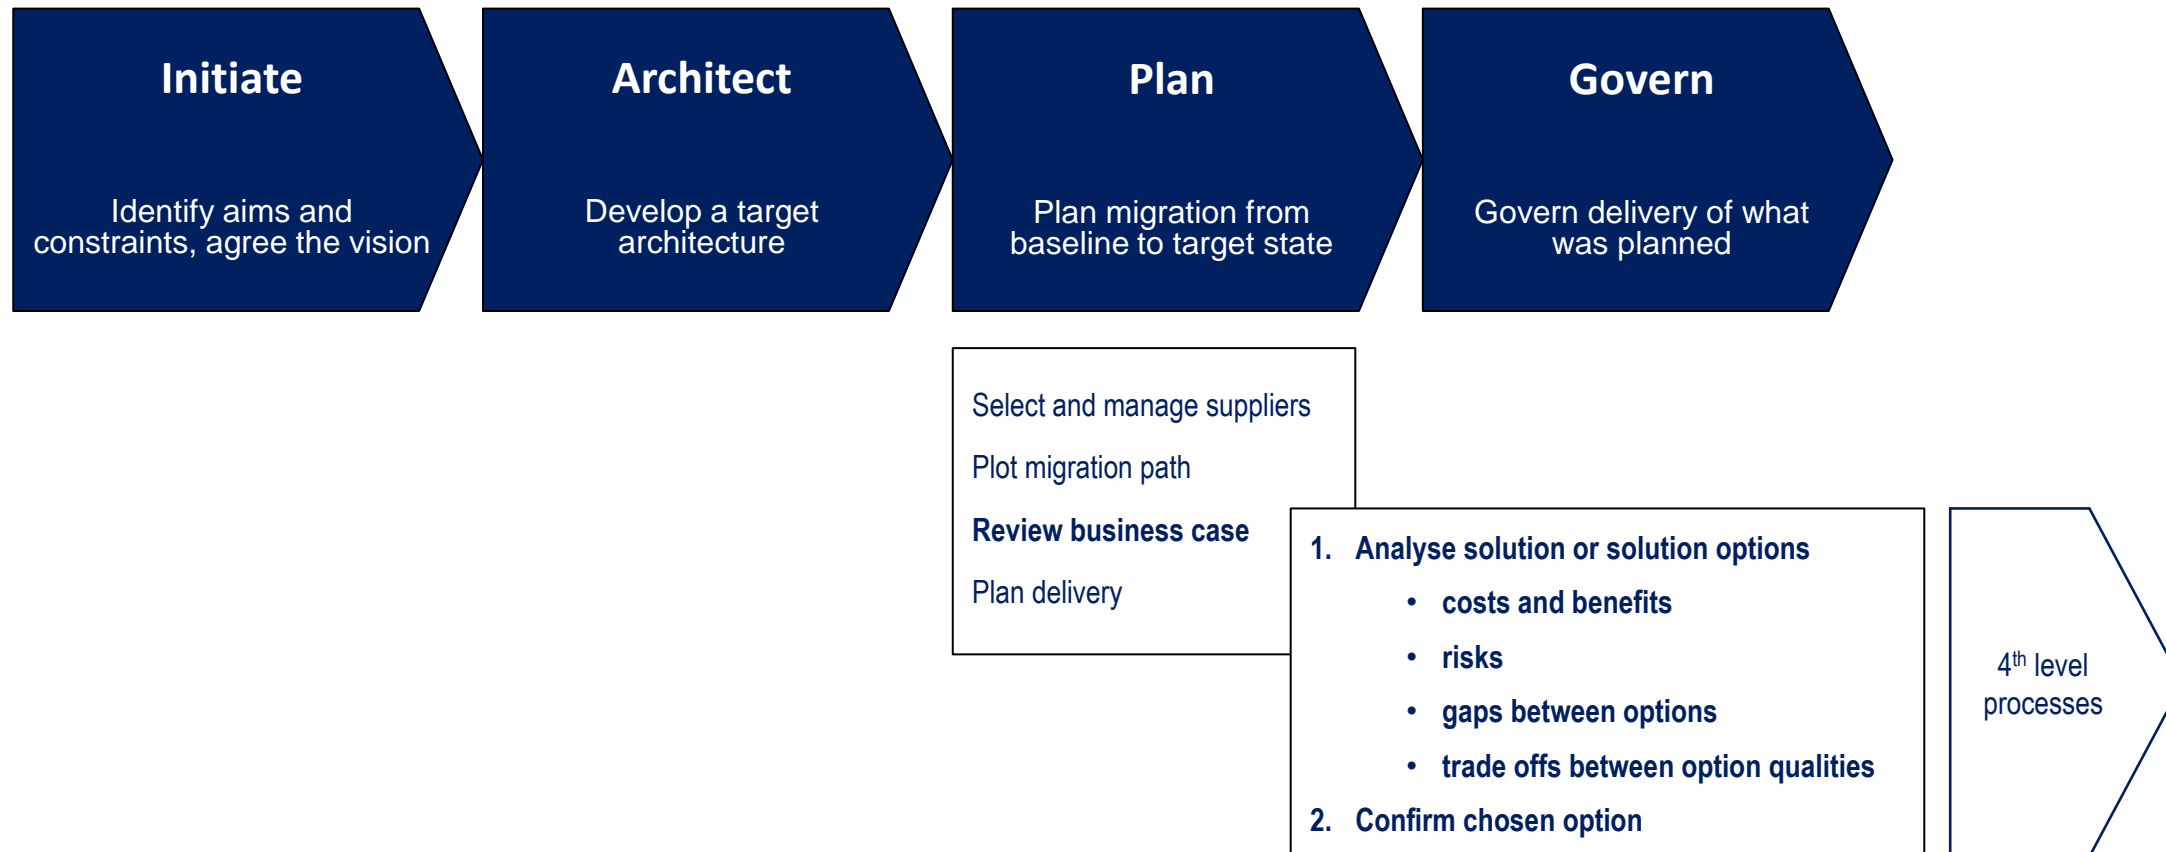 Initiate
Identify aims and
constraints, agree the vision
Architect
Develop a target
architecture
Plan
Plan migration from
baseline to target state
Govern
Govern delivery of what
was planned
Select and manage suppliers
Plot migration path
Review business case
Plan delivery
1. Analyse solution or solution options
• costs and benefits
• risks
• gaps between options
• trade offs between option qualities
2. Confirm chosen option
4th level
processes